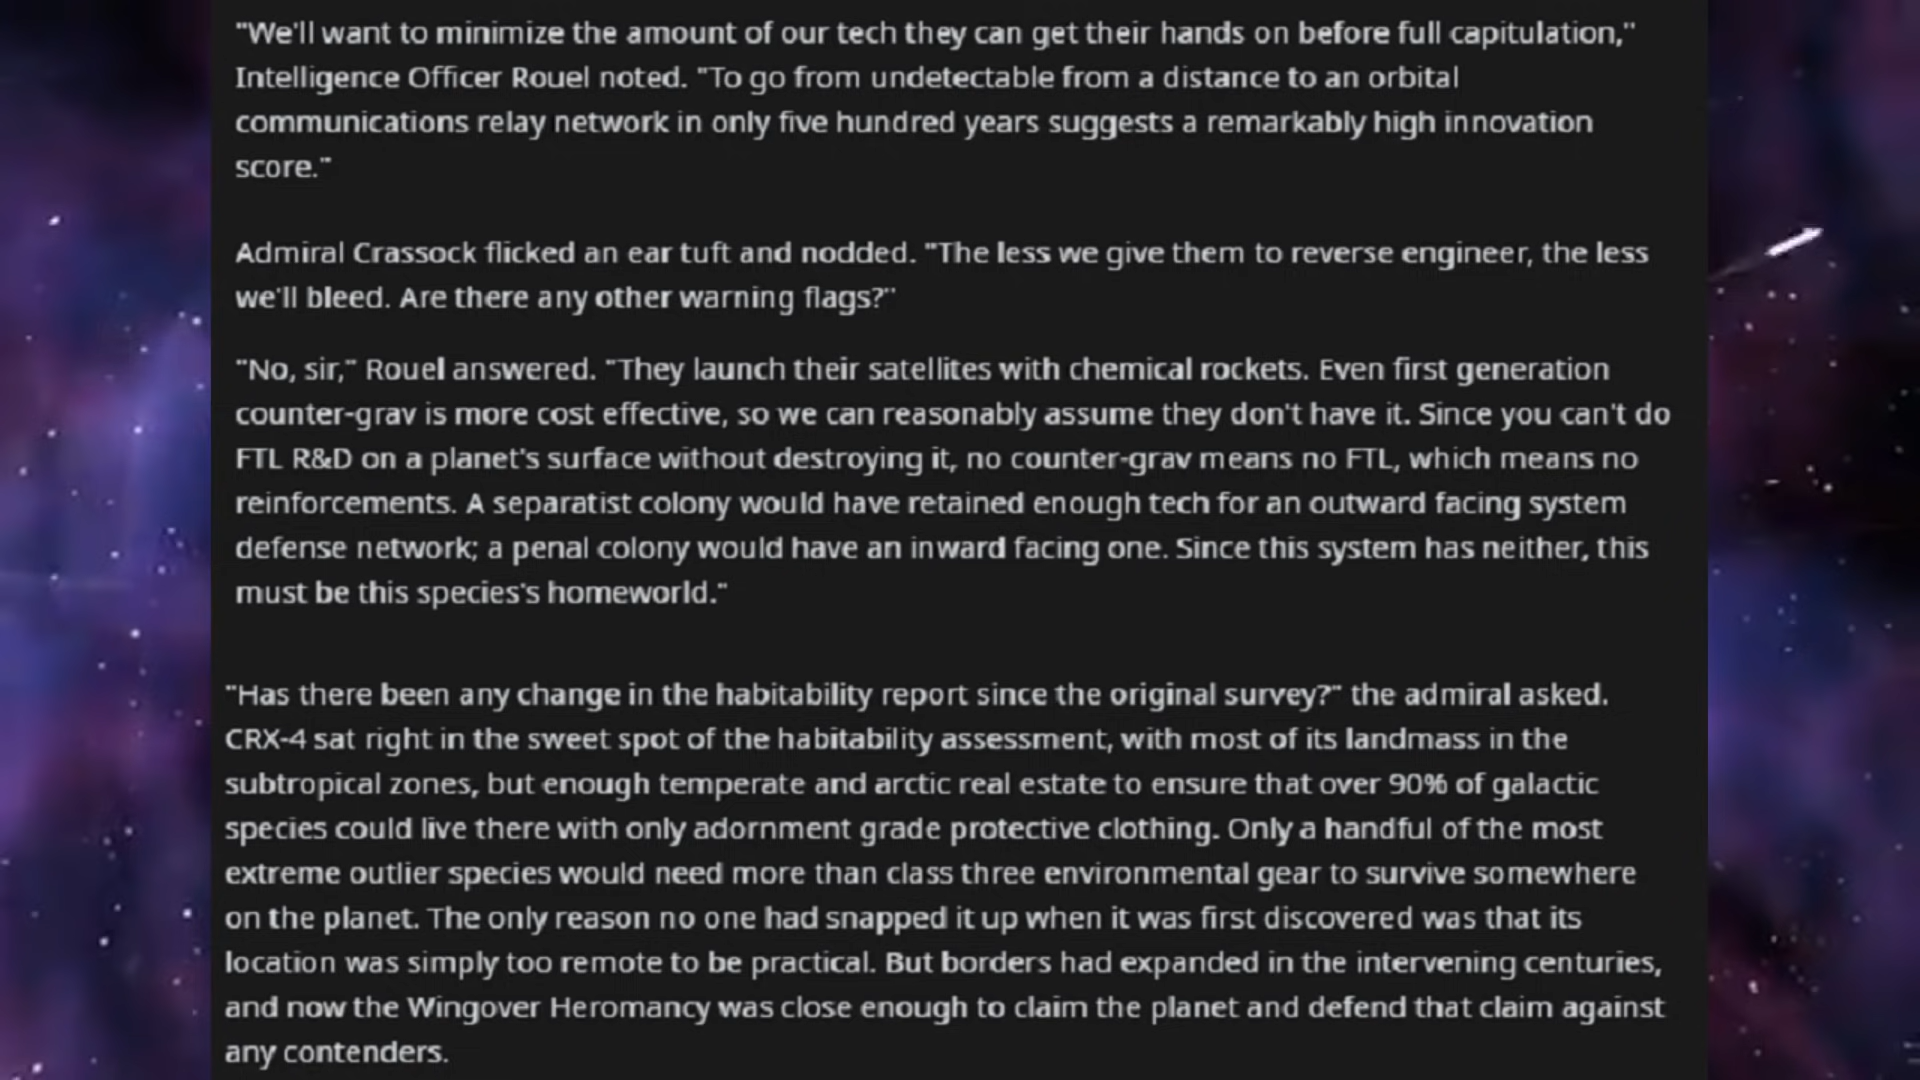 "We'll want to minimize the amount of our tech they can get their hands on before full capitulation,"
Intelligence Officer Rouel noted. "To go from undetectable from a distance to an orbital
communications relay network in only five hundred years suggests a remarkably high innovation
score."
Admiral Crassock flicked an ear tuft and nodded. "The less we give them to reverse engineer, the less
we'll bleed. Are there any other warning flags?"
"No, sir," Rouel answered. "They launch their satellites with chemical rockets. Even first generation
counter-grav is more cost effective, so we can reasonably assume they don't have it. Since you can't do
FTL R&D on a planet's surface without destroying it, no counter-grav means no FTL, which means no
reinforcements. A separatist colony would have retained enough tech for an outward facing system
defense network; a penal colony would have an inward facing one. Since this system has neither, this
must be this species's homeworld."
"Has there been any change in the habitability report since the original survey?" the admiral asked.
CRX-4 sat right in the sweet spot of the habitability assessment, with most of its landmass in the
subtropical zones, but enough temperate and arctic real estate to ensure that over 90% of galactic
species could live there with only adornment grade protective clothing. Only a handful of the most
extreme outlier species would need more than class three environmental gear to survive somewhere
on the planet. The only reason no one had snapped it up when it was first discovered was that its
location was simply too remote to be practical. But borders had expanded in the intervening centuries,
and now the Wingover Heromancy was close enough to claim the planet and defend that claim against
any contenders.